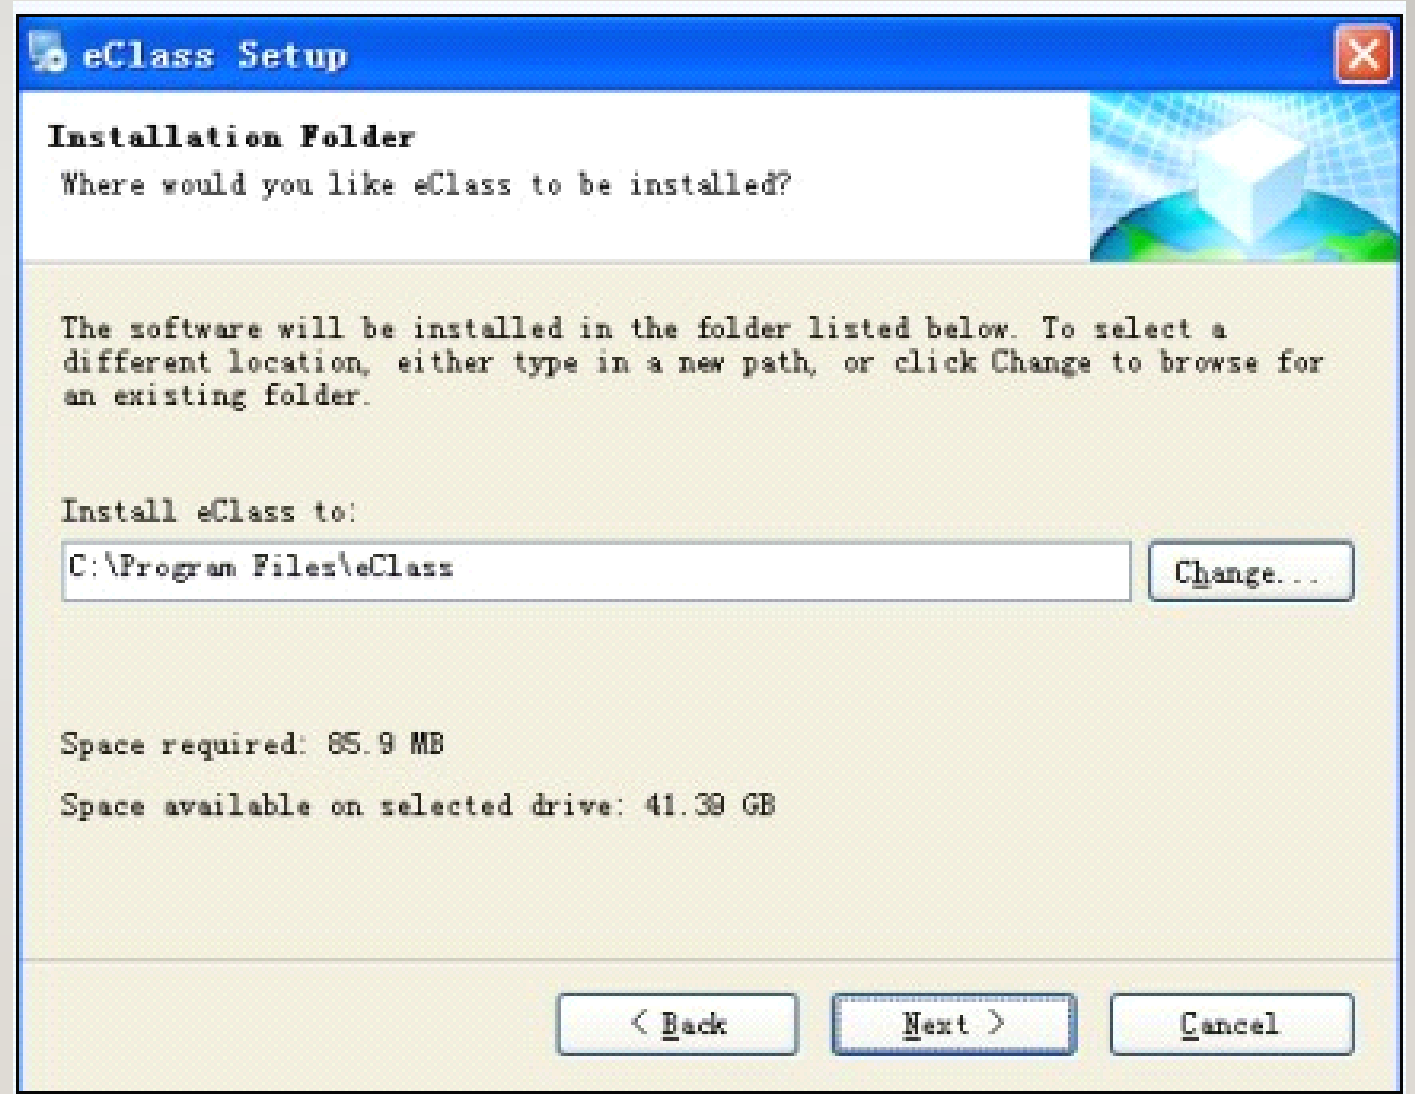 eClass Setup
Installation Folder
Where would you like eClass to be installed?
The software will be installed in the folder listed below. To select a
different location, either type in a new path, or click Change to browse for
an existing folder.
Install eClass to:
C:\Program Files\eClass
Change...
Space required: 85.9 MB
Space available on selected drive: 41.39 GB
< Back
Next >
Cancel